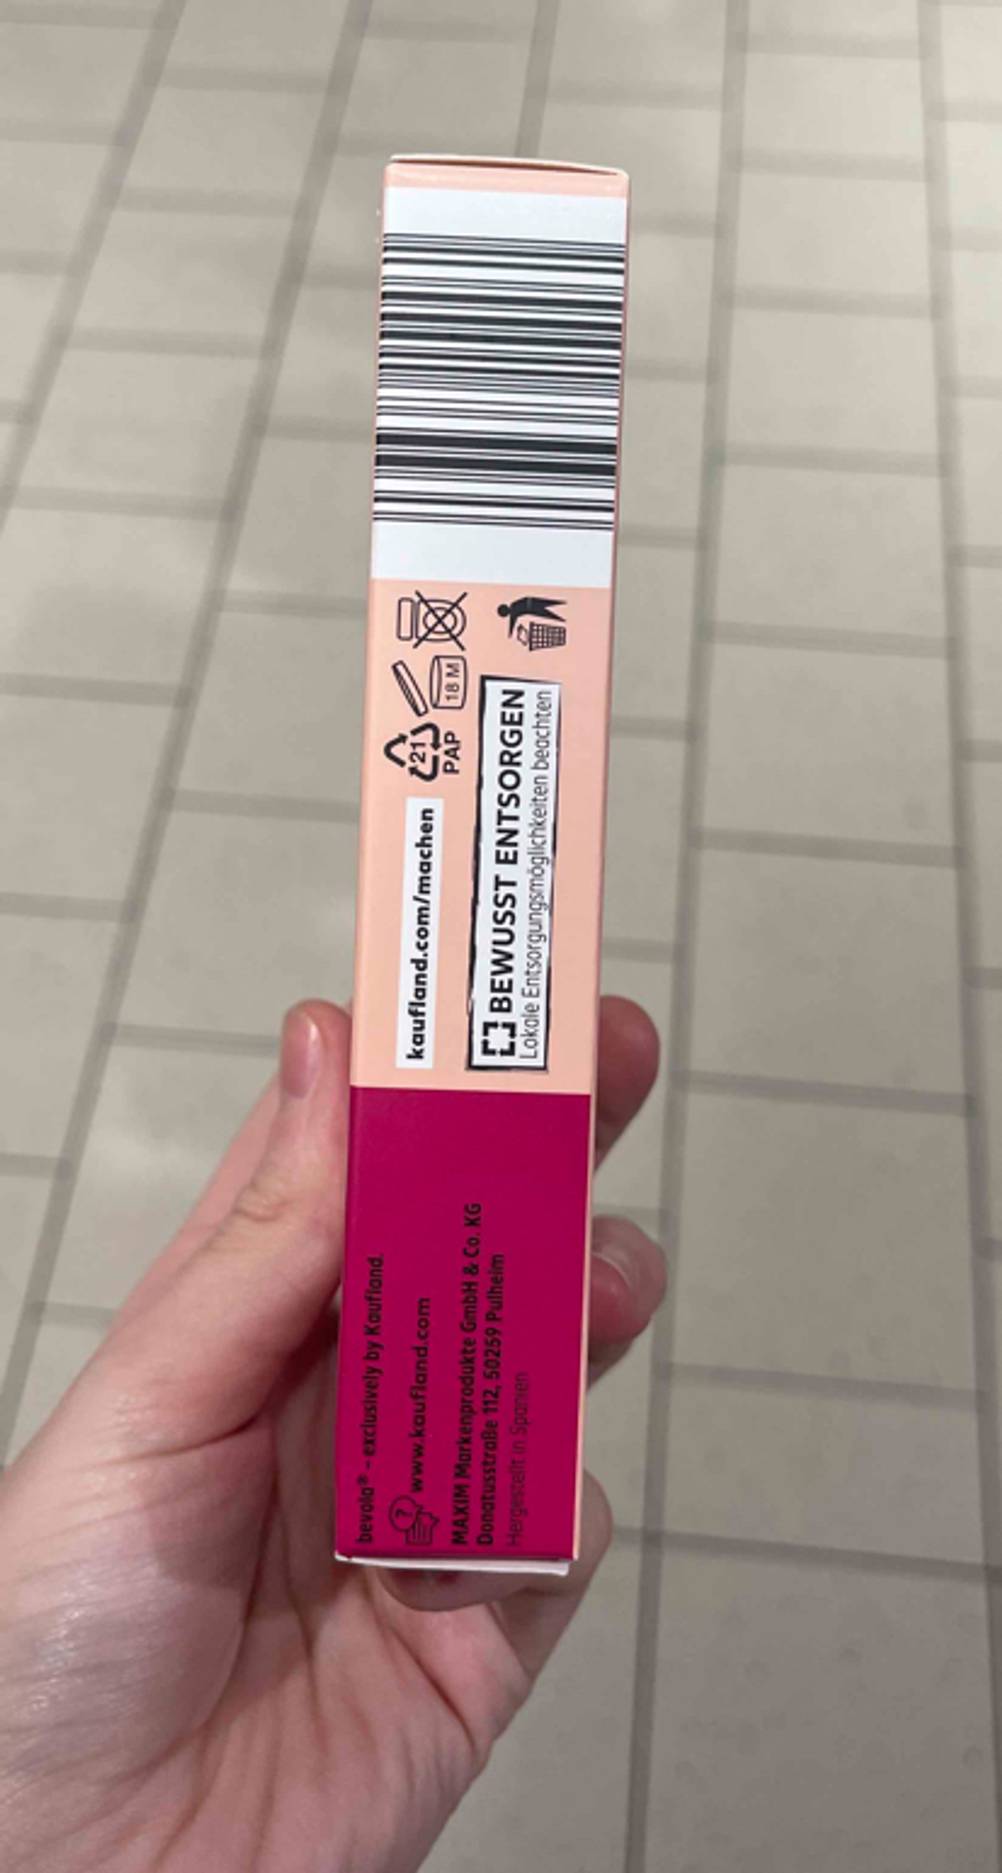 18 M
21
PAP
kaufland.com/machen
BEWUSST ENTSORGEN
Lokale Entsorgungsmöglichkeiten beachten
bevola® – exclusively by Kaufland.
?
www.kaufland.com
MAXIM Markenprodukte GmbH & Co. KG
Donatusstraße 112, 50259 Pulheim
Hergestellt in Spanien